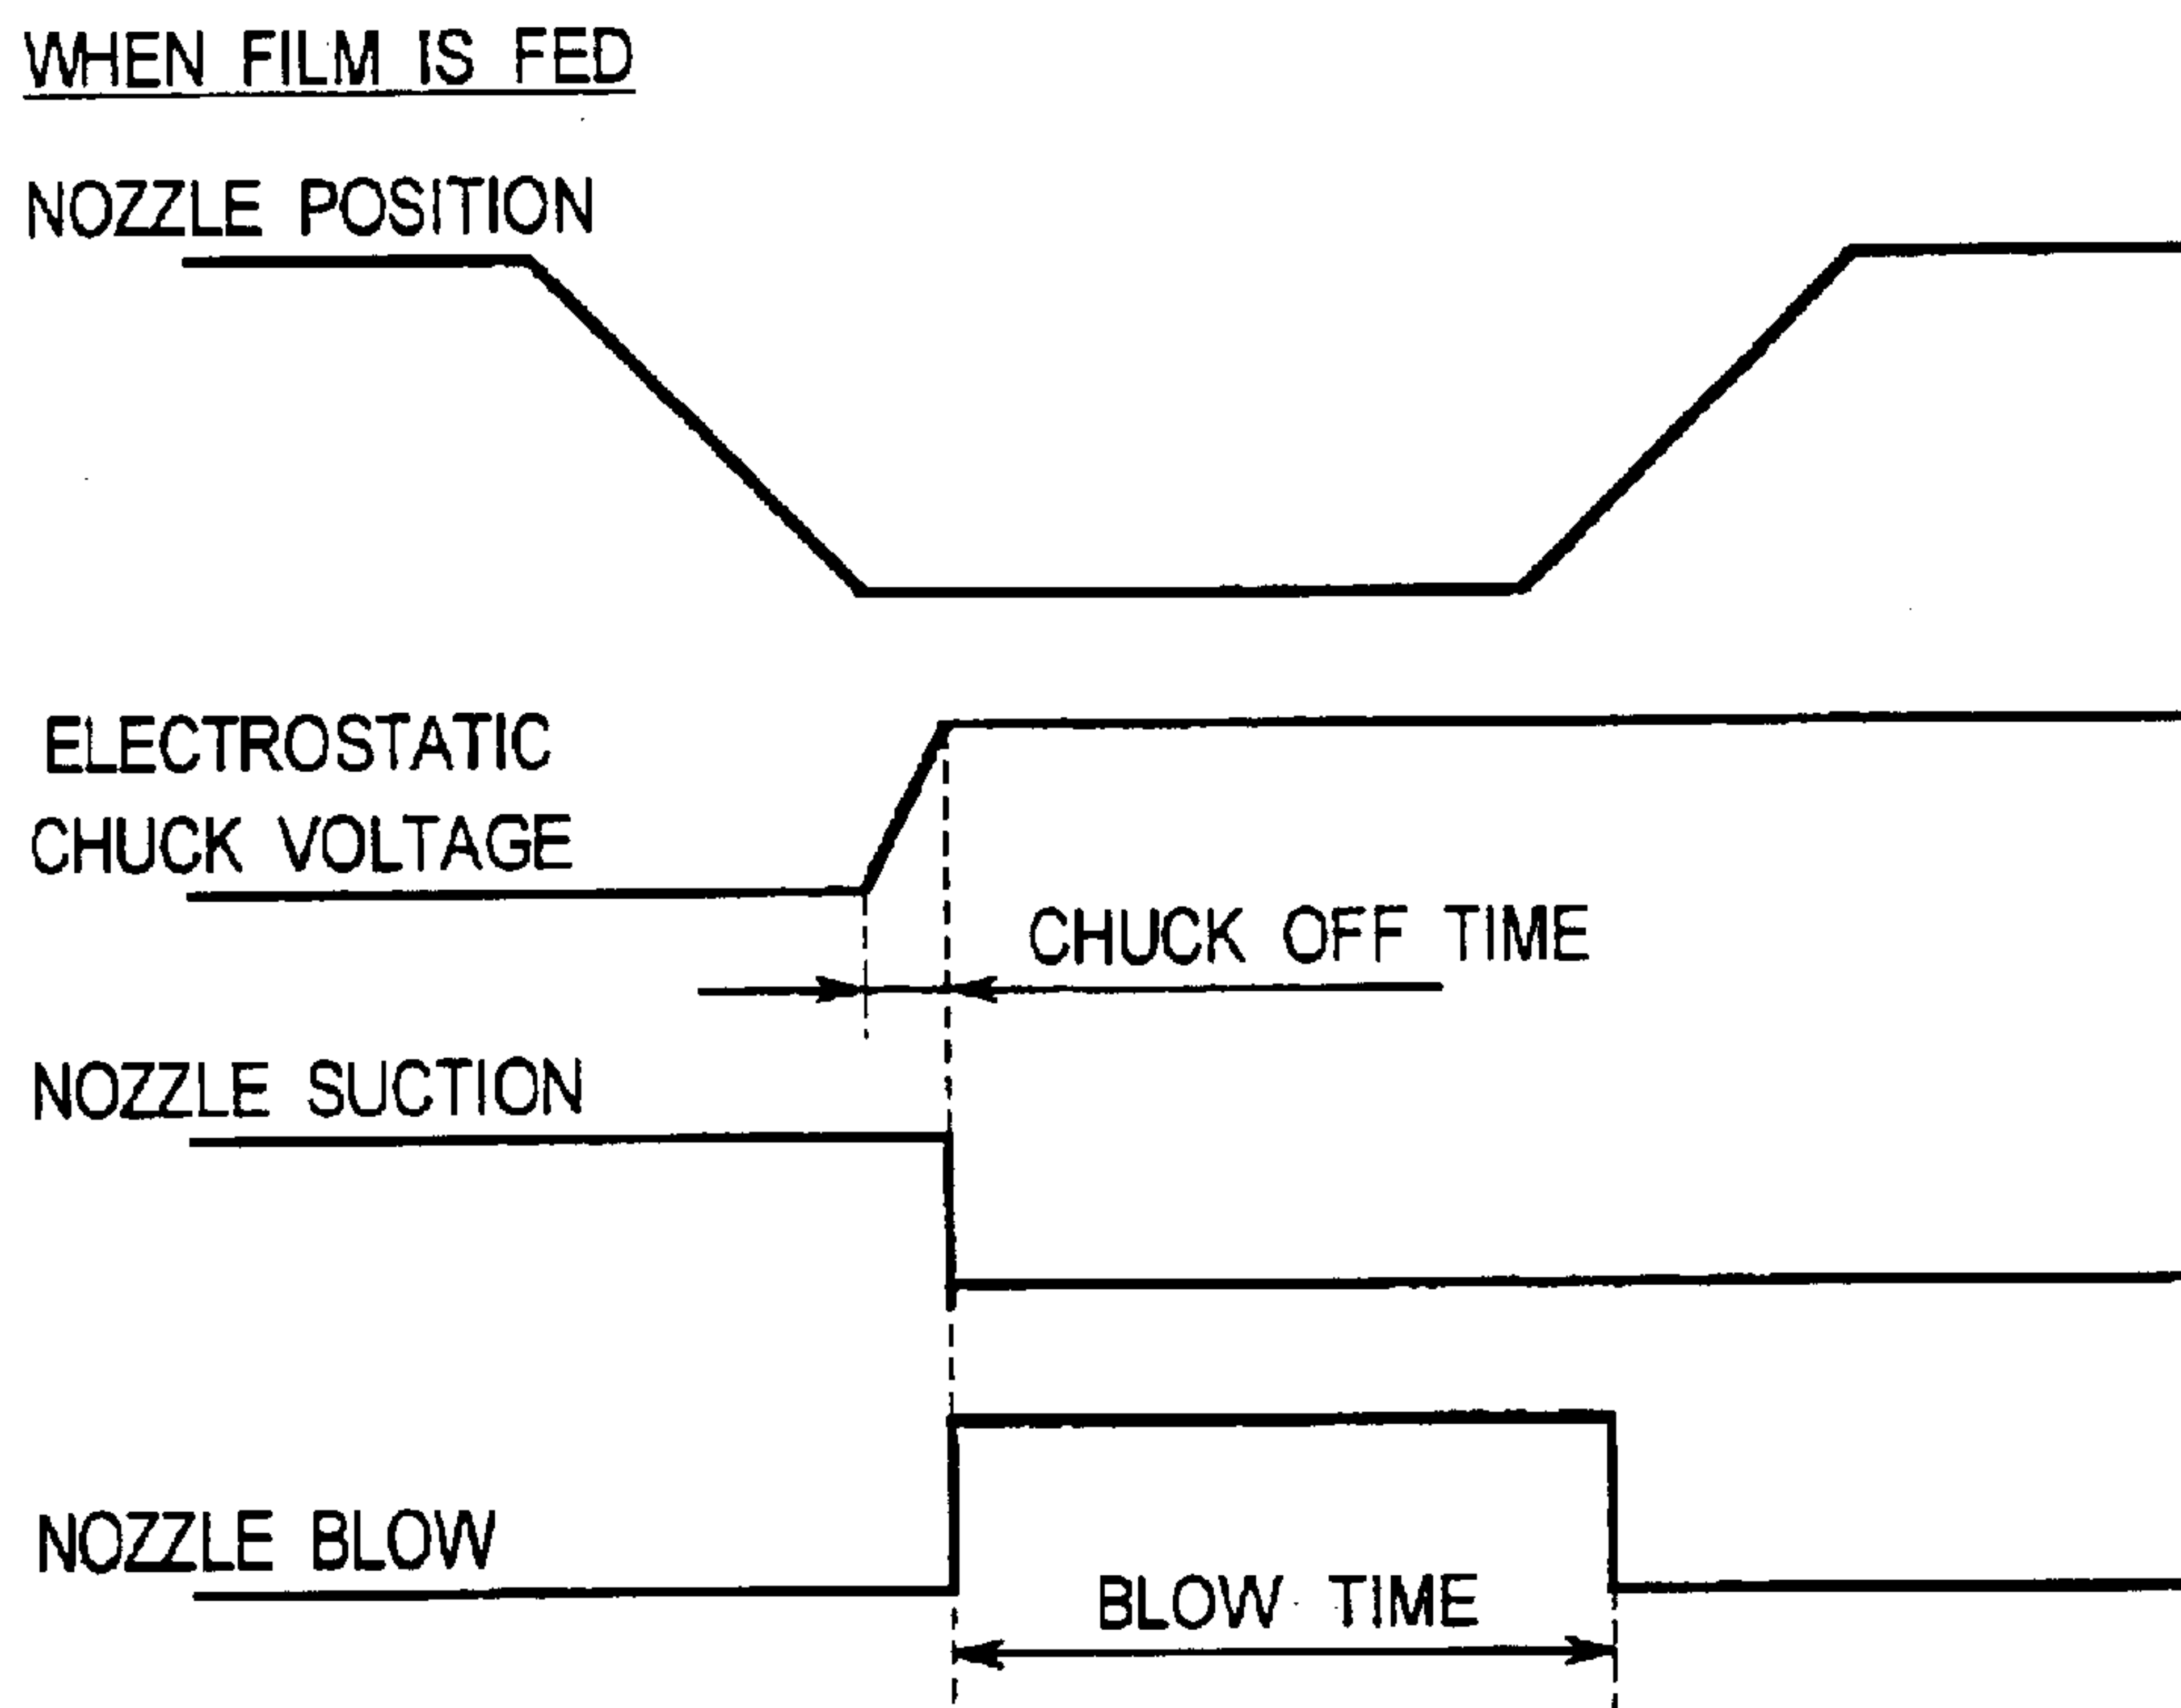 WHEN FILM IS FED
NOZZLE POSITION
ELECTROSTATIC
CHUCK VOLTAGE
CHUCK OFF TIME
NOZZLE SUCTION
NOZZLE BLOW
BLOW TIME